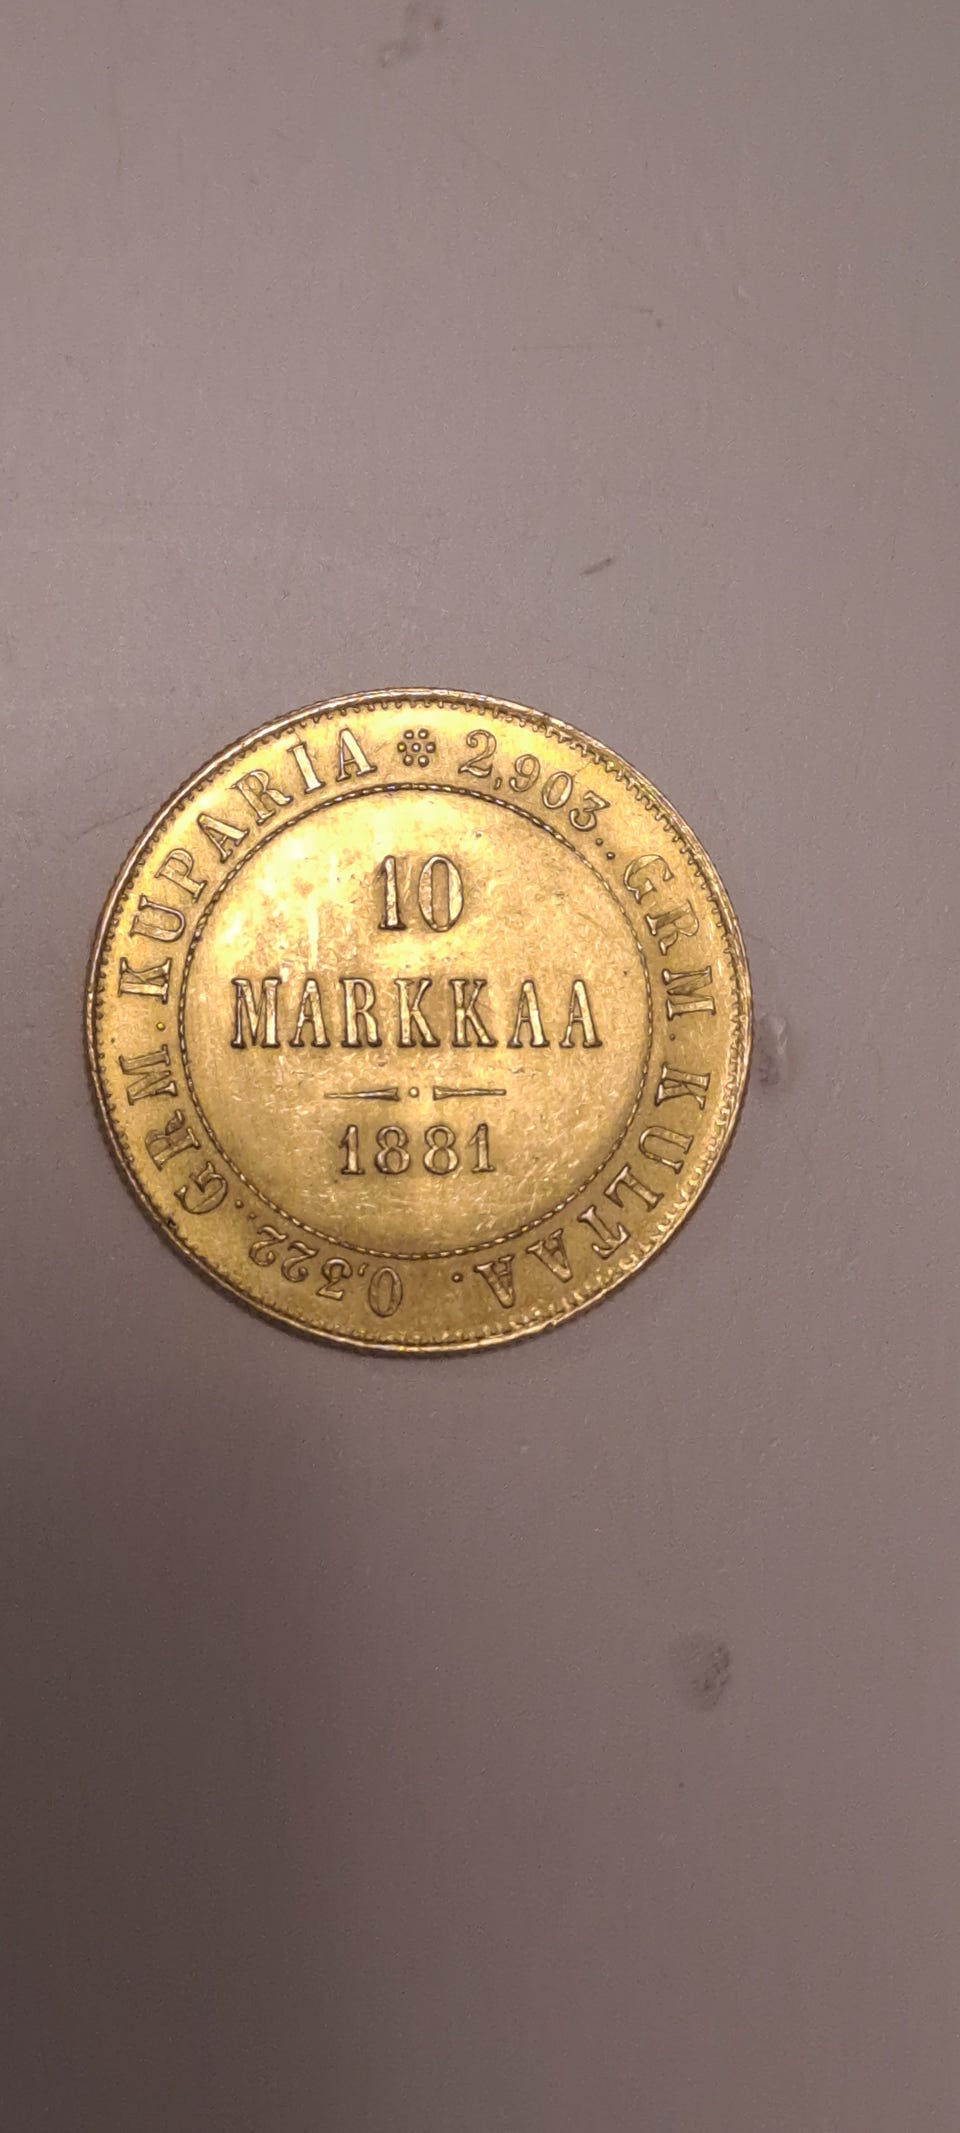 10
MARKKAA
1881
2,903.. GRM. KULTAA. 0,322.. GRM. KUPARIA